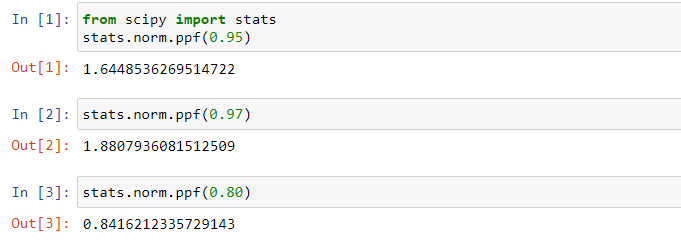 In [1]: from scipy import stats
stats.norm.ppf(0.95)
Out[1]: 1.6448536269514722
In [2]: stats.norm.ppf(0.97)
Out[2]: 1.8807936081512509
In [3]: stats.norm.ppf(0.80)
Out[3]: 0.8416212335729143